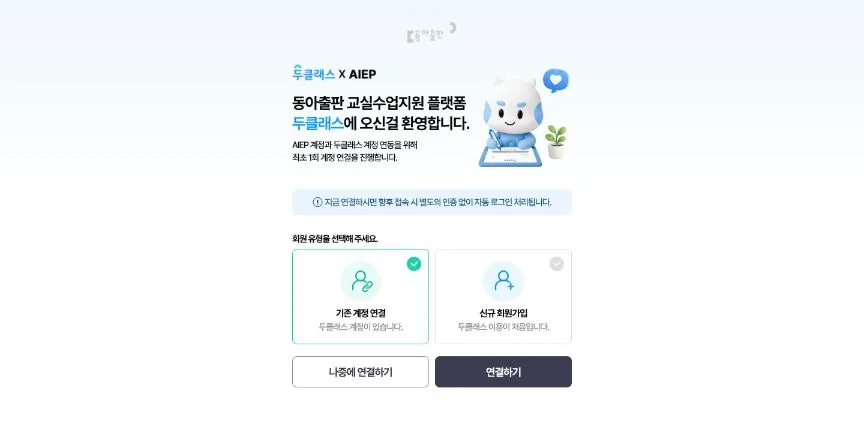 동아출판
두클래스 X AIEP
동아출판 교실수업지원 플랫폼
두클래스에 오신걸 환영합니다.
AIEP 계정과 두클래스 계정 연동을 위해
최초 1회 계정 연결을 진행합니다.
지금 연결하시면 향후 접속 시 별도의 인증 없이 자동 로그인 처리됩니다.
회원 유형을 선택해 주세요.
기존 계정 연결
두클래스 계정이 있습니다.
신규 회원가입
두클래스 이용이 처음입니다.
나중에 연결하기
연결하기